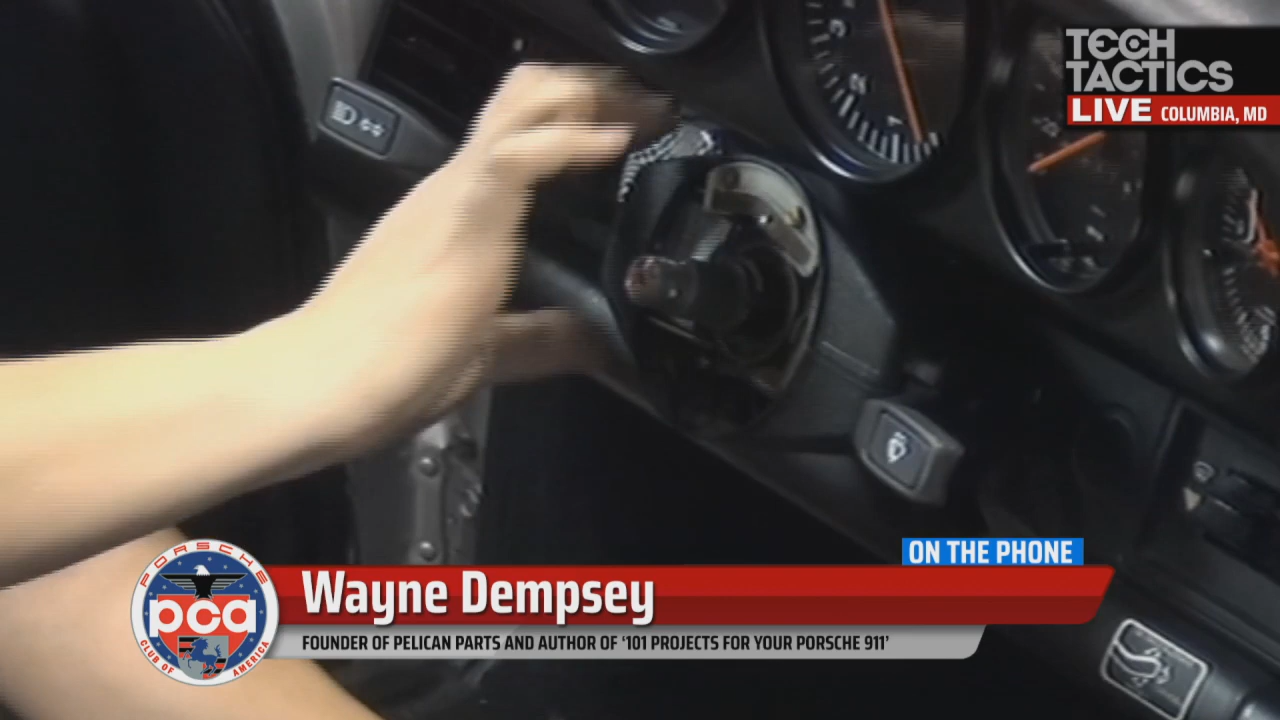 TECH
TACTICS
LIVE COLUMBIA, MD
ON THE PHONE
Wayne Dempsey
FOUNDER OF PELICAN PARTS AND AUTHOR OF '101 PROJECTS FOR YOUR PORSCHE 911'
PORSCHE
pca
CLUB OF AMERICA